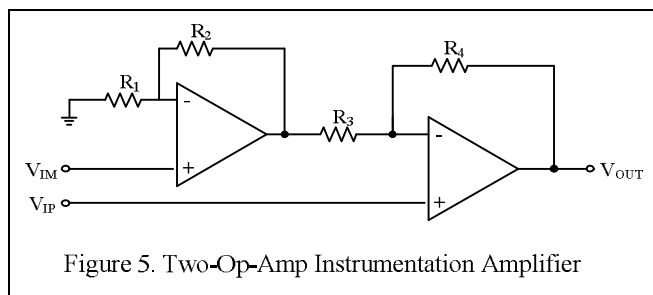 R2
R4
R1
-
R3
-
VIM
+
VOUT
VIP
+
Figure 5. Two-Op-Amp Instrumentation Amplifier